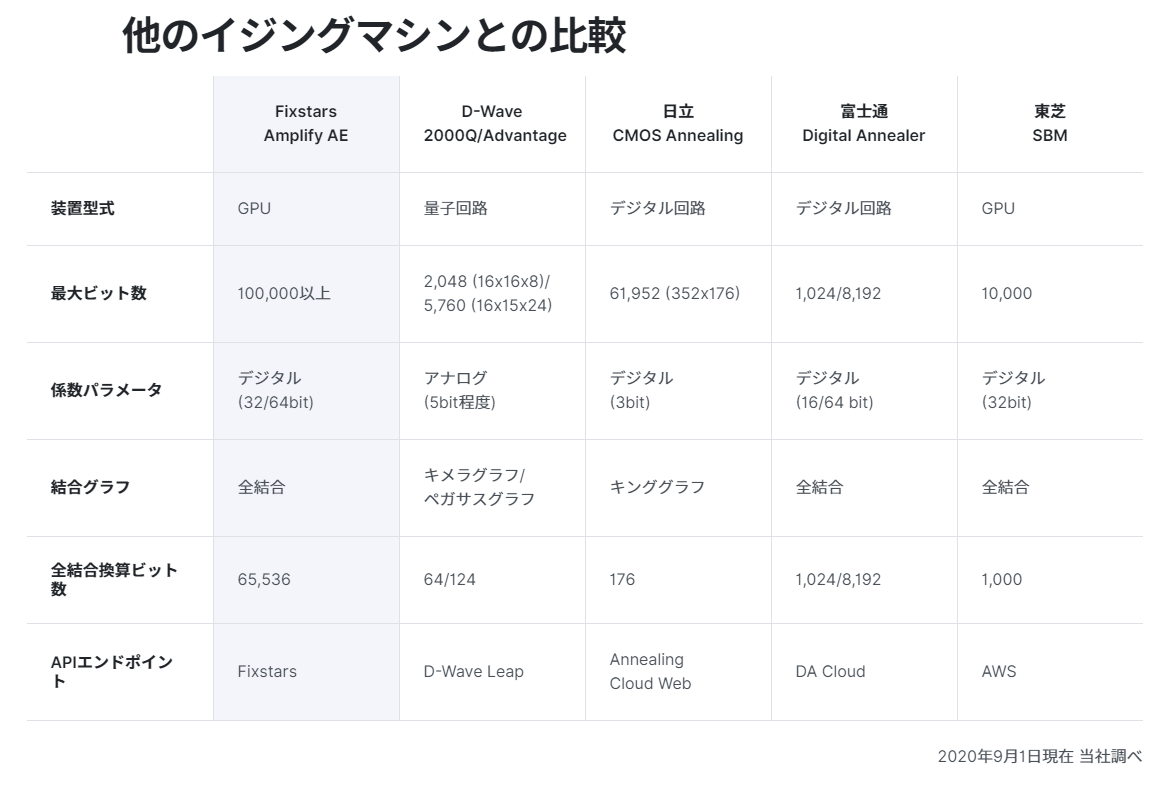 他のイジングマシンとの比較
Fixstars
Amplify AE
D-Wave
2000Q/Advantage
日立
CMOS Annealing
富士通
Digital Annealer
東芝
SBM
装置型式
GPU
量子回路
デジタル回路
デジタル回路
GPU
最大ビット数
100,000以上
2,048 (16x16x8)/
5,760 (16x15x24)
61,952 (352x176)
1,024/8,192
10,000
係数パラメータ
デジタル
(32/64bit)
アナログ
(5bit程度)
デジタル
(3bit)
デジタル
(16/64 bit)
デジタル
(32bit)
結合グラフ
全結合
キメラグラフ/
ペガサスグラフ
キンググラフ
全結合
全結合
全結合換算ビット
数
65,536
64/124
176
1,024/8,192
1,000
APIエンドポイン
ト
Fixstars
D-Wave Leap
Annealing
Cloud Web
DA Cloud
AWS
2020年9月1日現在 当社調べ